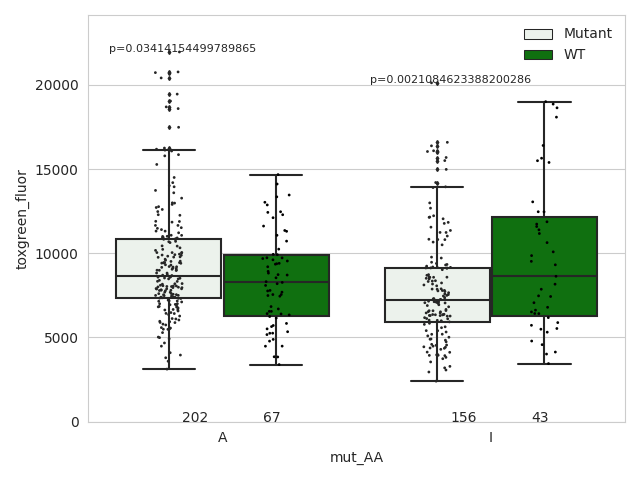 p=0.03414154499789865
p=0.0021084623388200286
Mutant
WT
toxgreen_fluor
20000
15000
10000
5000
0
202
67
156
43
A
I
mut_AA